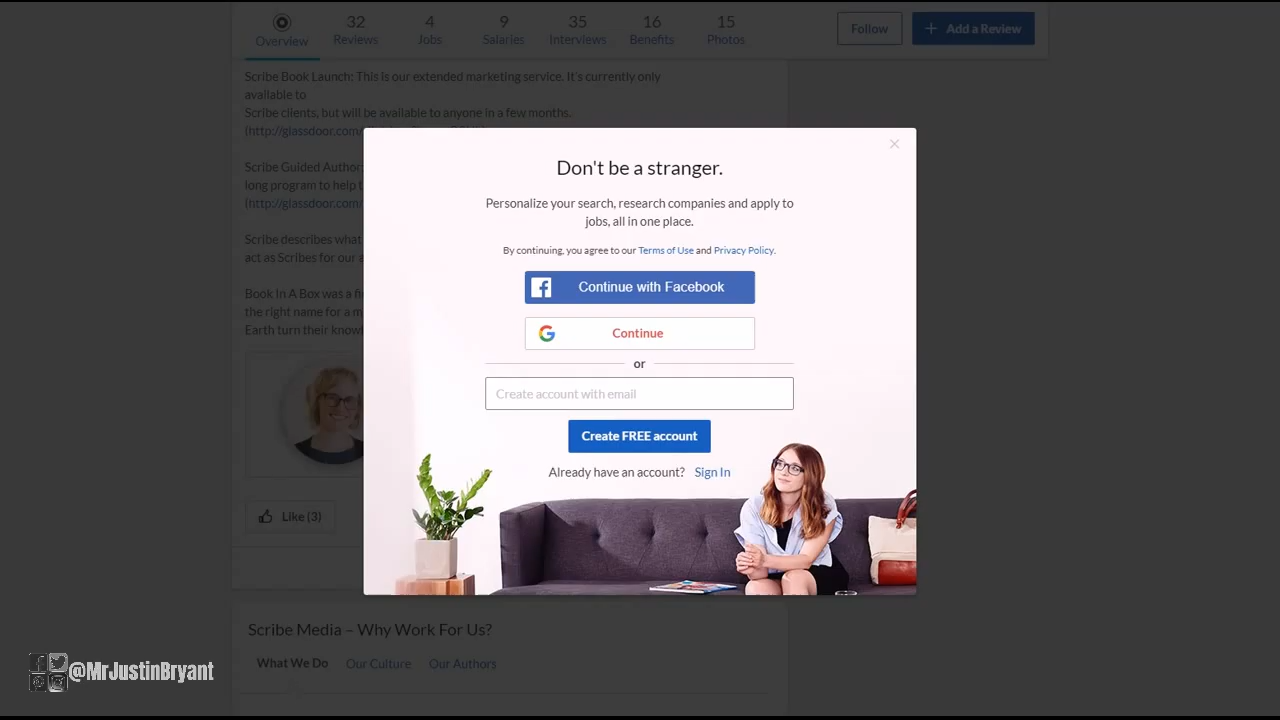 Overview
32
Reviews
4
Jobs
9
Salaries
35
Interviews
16
Benefits
15
Photos
Follow
+ Add a Review
Scribe Book Launch: This is our extended marketing service. It's currently only
available to
Scribe clients, but will be available to anyone in a few months.
(http://glassdoor.com/
Scribe Guided Author:
long program to help t
(http://glassdoor.com/
Scribe describes what
act as Scribes for our a
Book In A Box was a fi
the right name for a m
Earth turn their know
Like (3)
Don't be a stranger.
Personalize your search, research companies and apply to
jobs, all in one place.
By continuing, you agree to our Terms of Use and Privacy Policy.
Continue with Facebook
Continue
or
Create account with email
Create FREE account
Already have an account? Sign In
Scribe Media – Why Work For Us?
What We Do Our Culture Our Authors
@MrJustinBryant